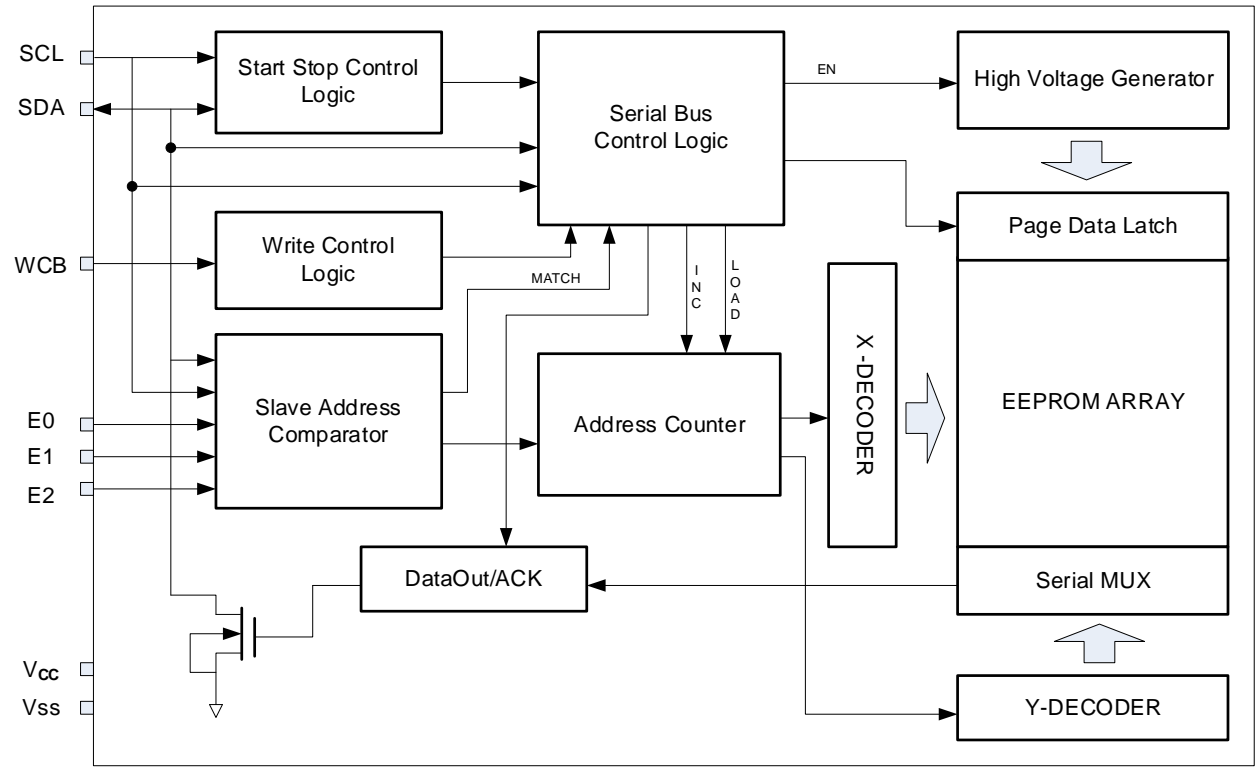 SCL
SDA
WCB
E0
E1
E2
Vcc
Vss
Start Stop Control
Logic
Write Control
Logic
Slave Address
Comparator
Serial Bus
Control Logic
MATCH
INC
LOAD
EN
Address Counter
DataOut/ACK
X -DECODER
High Voltage Generator
Page Data Latch
EEPROM ARRAY
Serial MUX
Y-DECODER